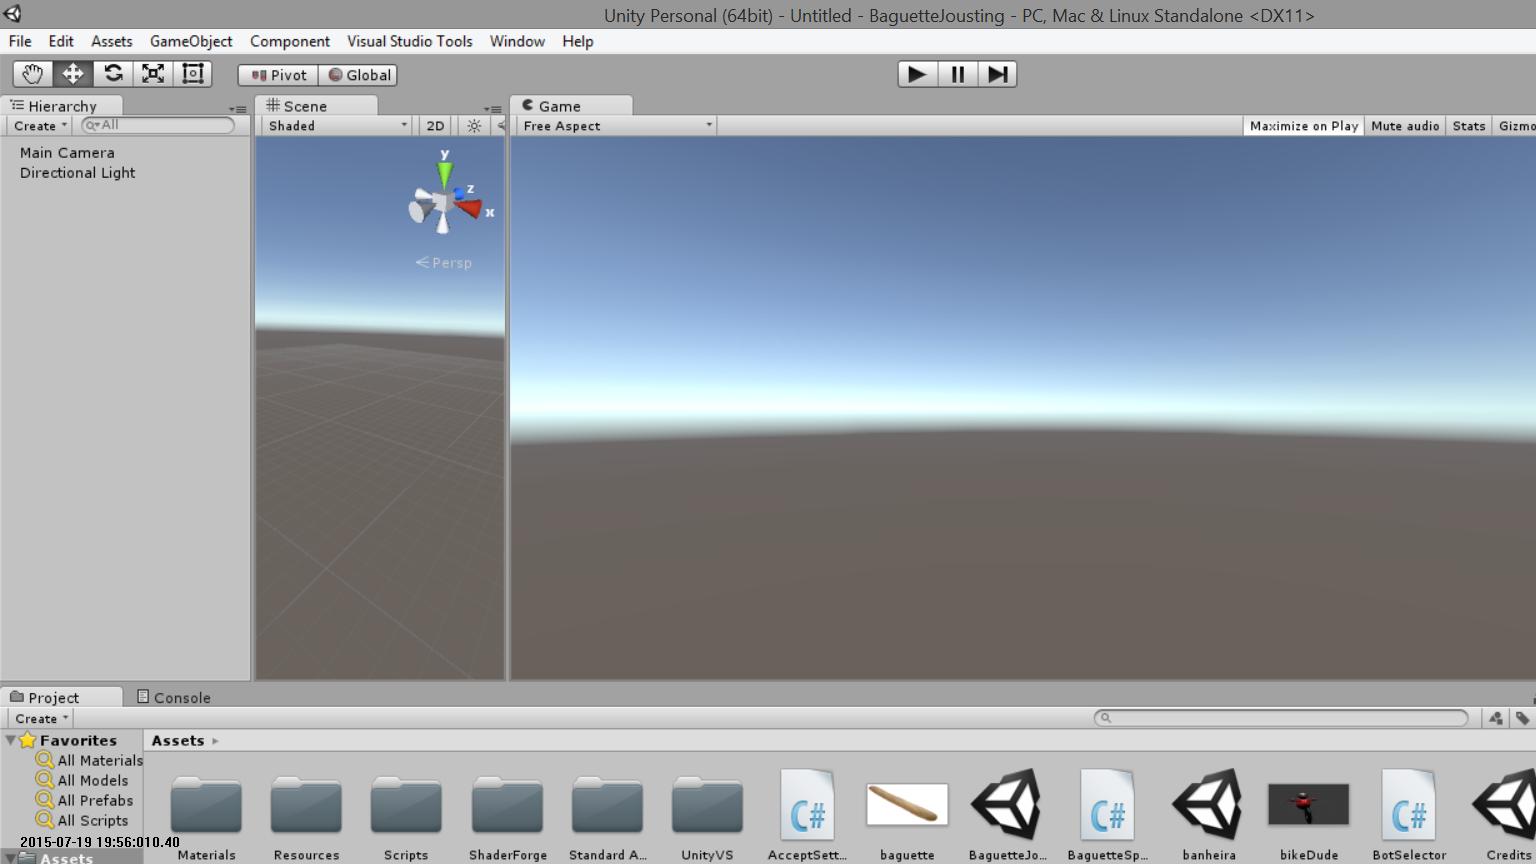 Unity Personal (64bit) - Untitled - BaguetteJousting - PC, Mac & Linux Standalone <DX11>
File Edit Assets GameObject Component Visual Studio Tools Window Help
Pivot Global
Hierarchy
Create All
Main Camera
Directional Light
Scene
Shaded 2D
y
z
x
Persp
Game
Free Aspect Maximize on Play Mute audio Stats Gizmo
Project Console
Create
Favorites
All Materials
All Models
All Prefabs
All Scripts
Assets
Assets
C# C# C#
Materials Resources Scripts ShaderForge Standard A... UnityVS AcceptSett... baguette BaguetteJo... BaguetteSp... banheira bikeDude BotSelector Credits
2015-07-19 19:56:010.40